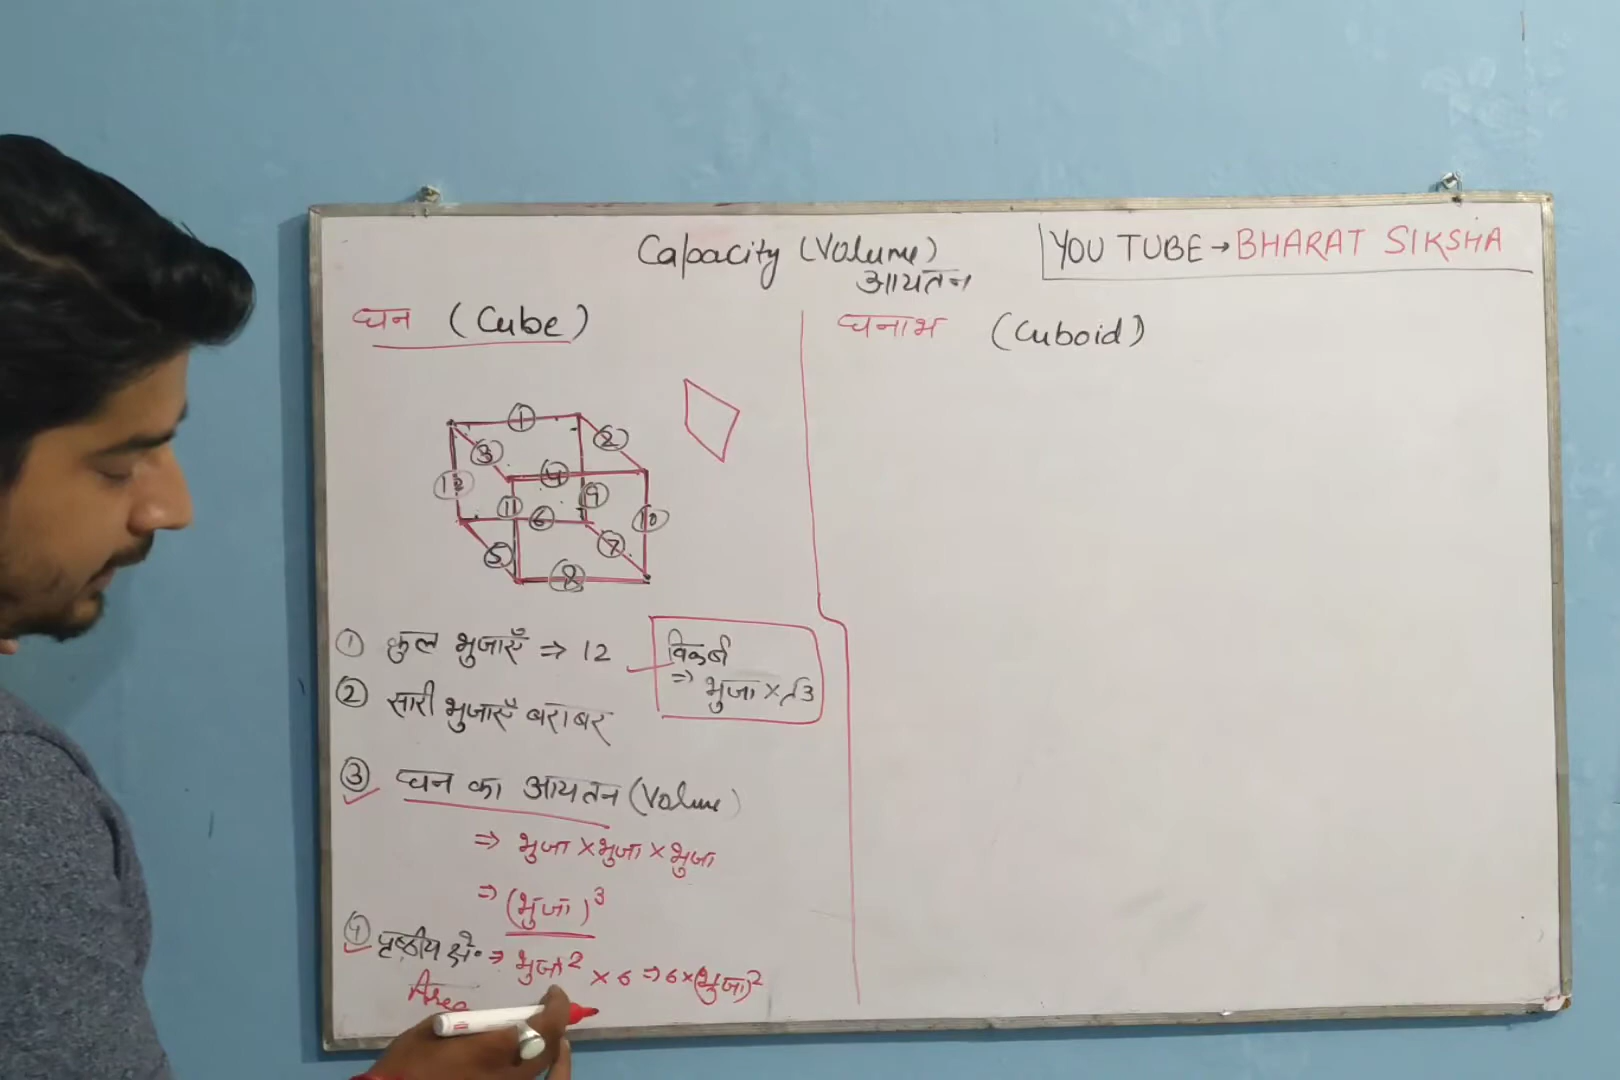 Capacity (Volume)
आयतन
YOU TUBE → BHARAT SIKSHA
घन (Cube)
घनाभ (Cuboid)
1
2
3
4
12
11
9
6
10
5
7
8
① कुल भुजाएँ ⇒ 12
विकर्ण
⇒ भुजा × √3
② सारी भुजाएँ बराबर
③ घन का आयतन (Volume)
⇒ भुजा × भुजा × भुजा
⇒ (भुजा)³
④ पृष्ठीय क्षे॰ ⇒ भुजा² × 6 ⇒ 6 × (भुजा)²
Area